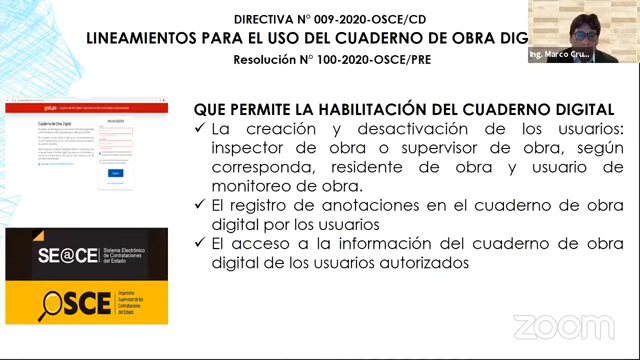 DIRECTIVA N° 009-2020-OSCE/CD
LINEAMIENTOS PARA EL USO DEL CUADERNO DE OBRA DIG
Resolución N° 100-2020-OSCE/PRE
Ing. Marco Cru...
gob.pe
Cuaderno de Obra Digital
QUE PERMITE LA HABILITACIÓN DEL CUADERNO DIGITAL
✓ La creación y desactivación de los usuarios:
inspector de obra o supervisor de obra, según
corresponda, residente de obra y usuario de
monitoreo de obra.
✓ El registro de anotaciones en el cuaderno de obra
digital por los usuarios
✓ El acceso a la información del cuaderno de obra
digital de los usuarios autorizados
SE@CE
Sistema Electrónico
de Contrataciones
del Estado
OSCE
Organismo
Supervisor de las
Contrataciones
del Estado
zoom